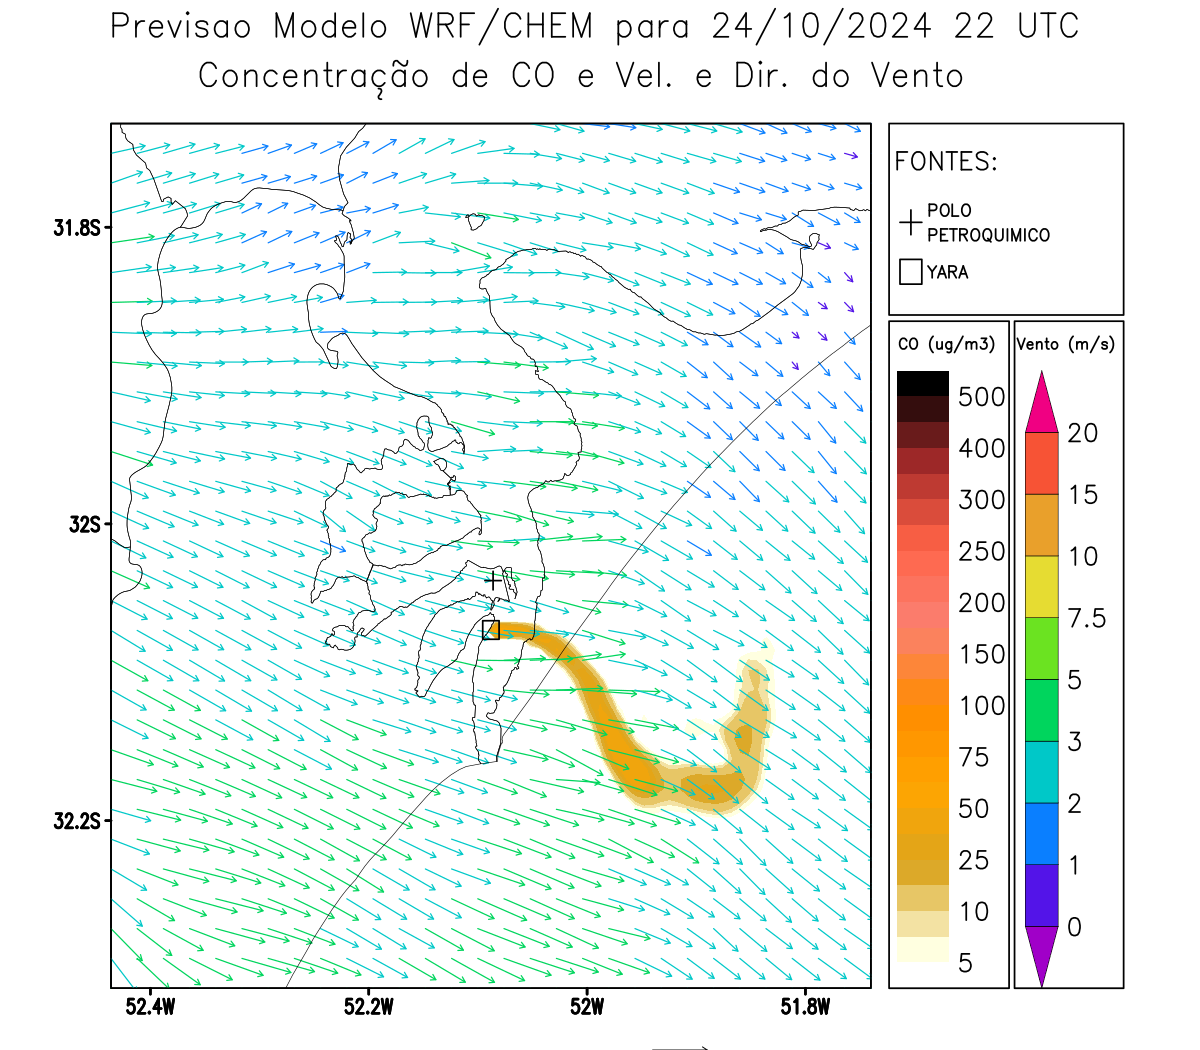 Previsao Modelo WRF/CHEM para 24/10/2024 22 UTC
Concentração de CO e Vel. e Dir. do Vento
FONTES:
POLO
PETROQUIMICO
YARA
CO (ug/m3)
500
400
300
250
200
150
100
75
50
25
10
5
Vento (m/s)
20
15
10
7.5
5
3
2
1
0
31.8S
32S
32.2S
52.4W
52.2W
52W
51.8W